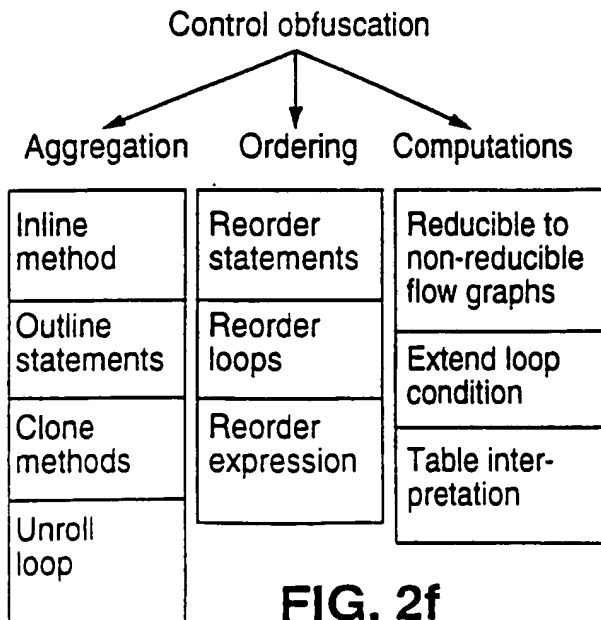 Control obfuscation
Aggregation
Ordering
Computations
Inline
method
Outline
statements
Clone
methods
Unroll
loop
Reorder
statements
Reorder
loops
Reorder
expression
Reducible to
non-reducible
flow graphs
Extend loop
condition
Table inter-
pretation
FIG. 2f